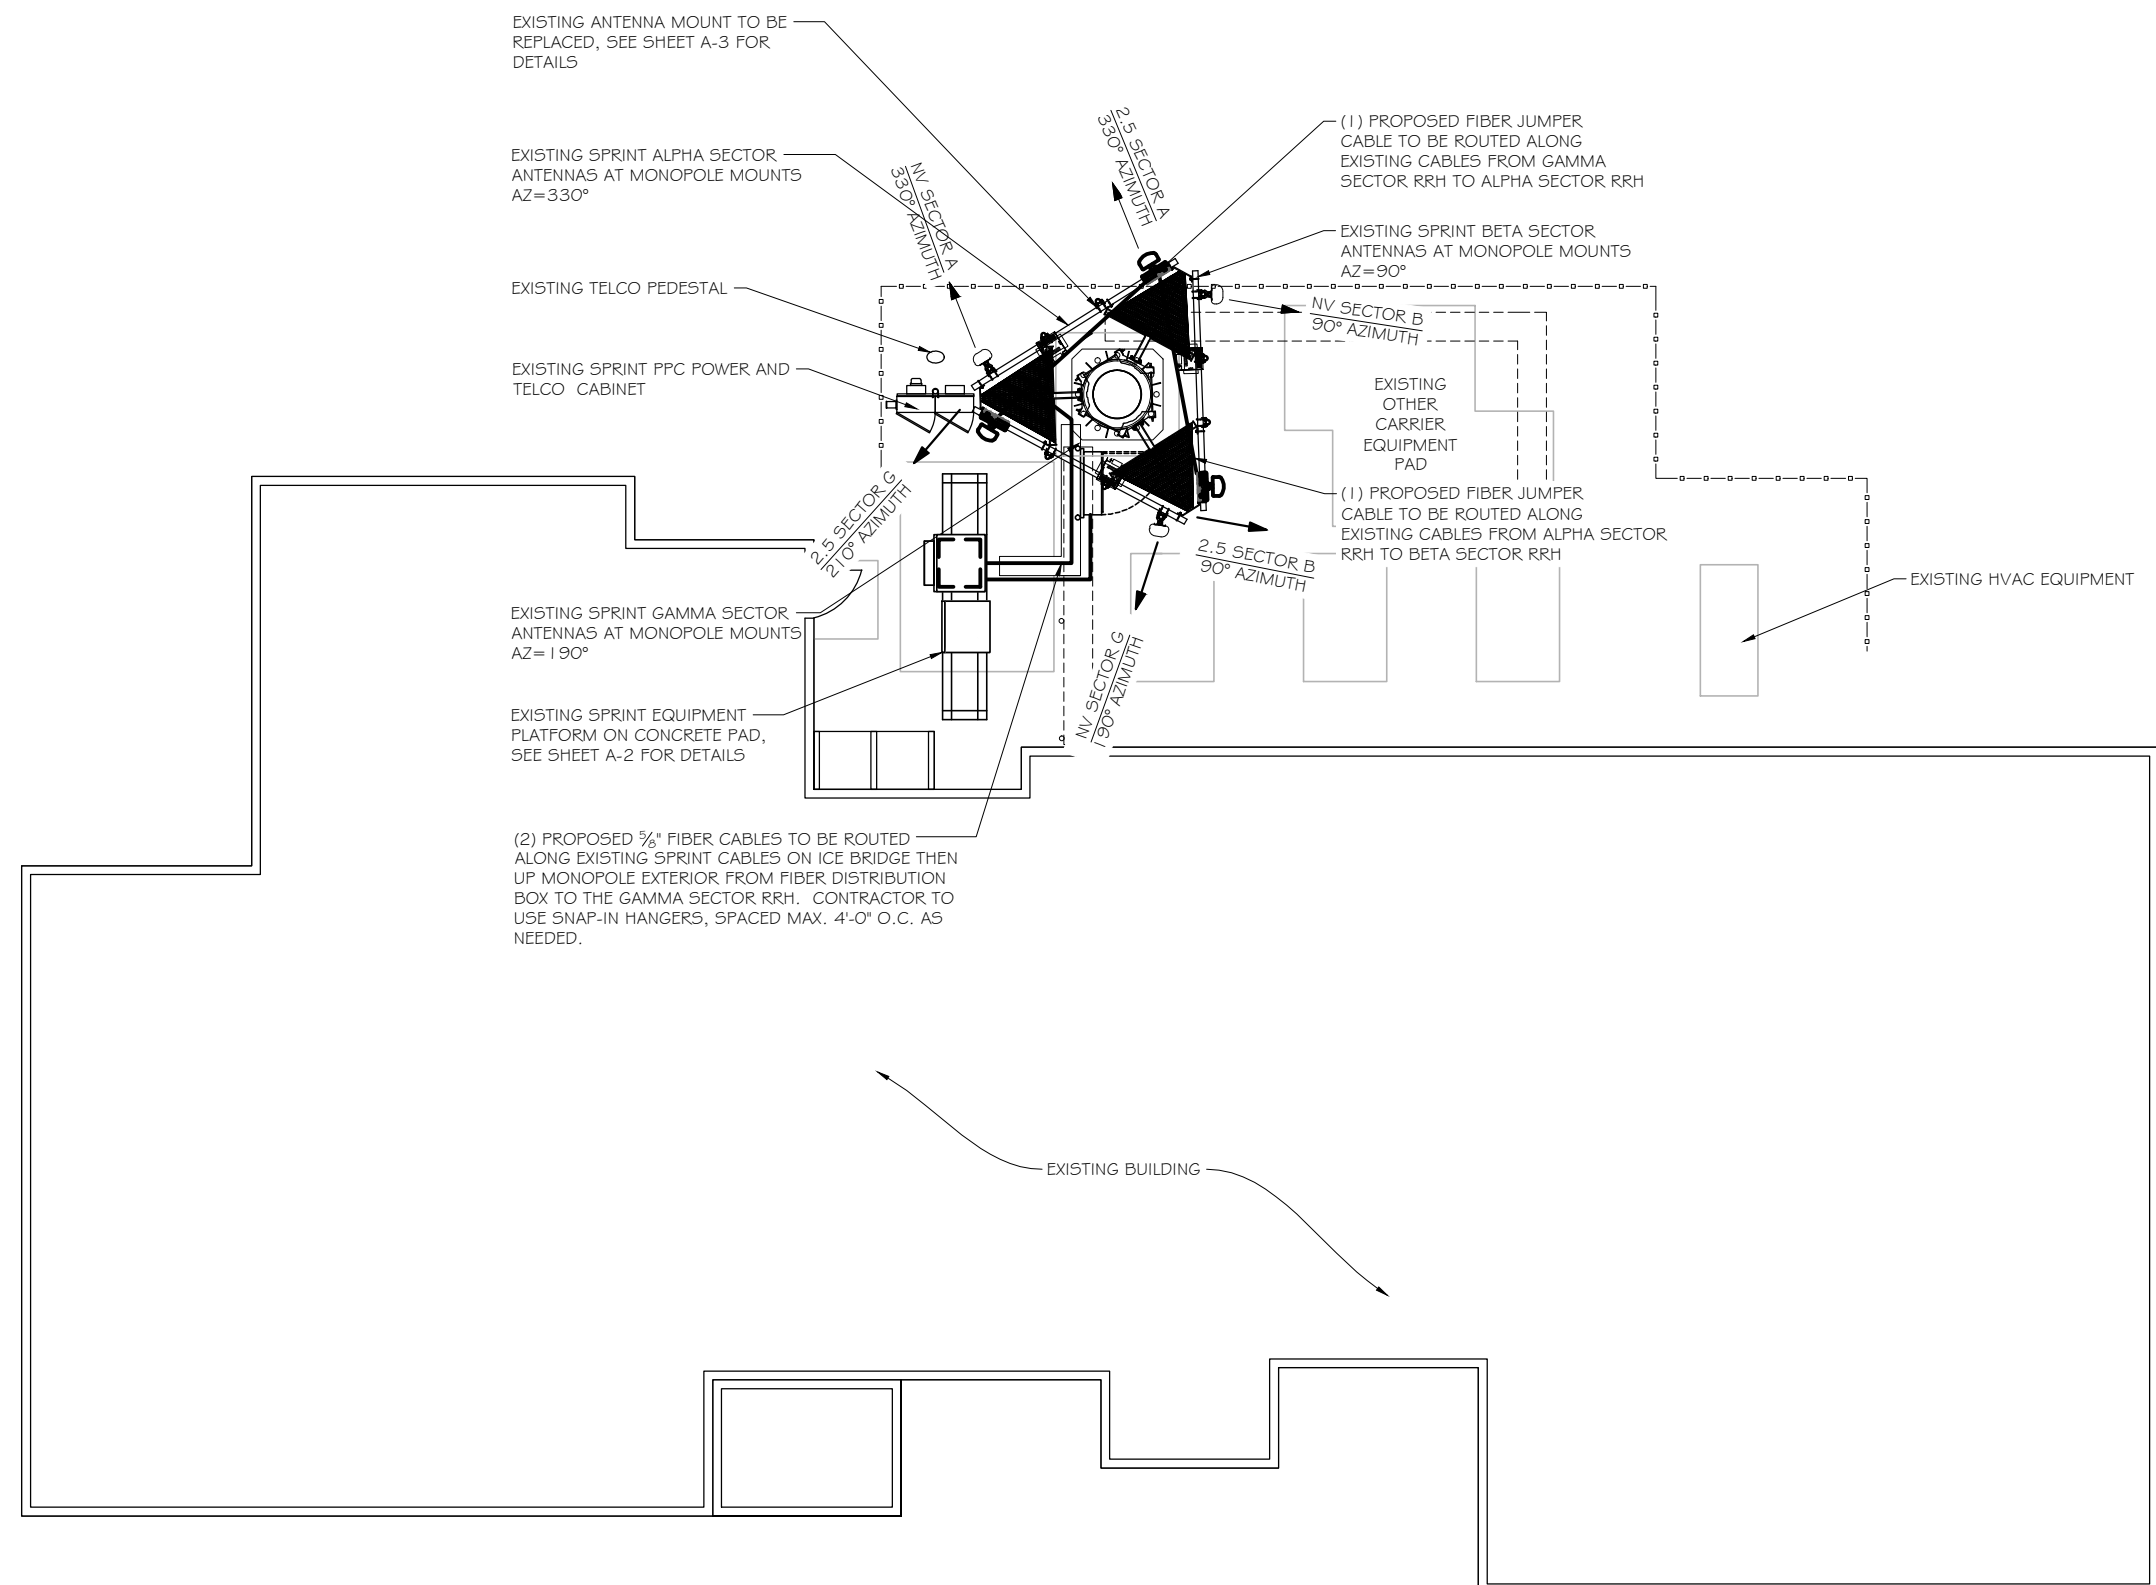 EXISTING ANTENNA MOUNT TO BE
REPLACED, SEE SHEET A-3 FOR
DETAILS
EXISTING SPRINT ALPHA SECTOR
ANTENNAS AT MONOPOLE MOUNTS
AZ=330°
EXISTING TELCO PEDESTAL
EXISTING SPRINT PPC POWER AND
TELCO CABINET
NV SECTOR A
330° AZIMUTH
2.5 SECTOR A
330° AZIMUTH
(1) PROPOSED FIBER JUMPER
CABLE TO BE ROUTED ALONG
EXISTING CABLES FROM GAMMA
SECTOR RRH TO ALPHA SECTOR RRH
EXISTING SPRINT BETA SECTOR
ANTENNAS AT MONOPOLE MOUNTS
AZ=90°
NV SECTOR B
90° AZIMUTH
EXISTING
OTHER
CARRIER
EQUIPMENT
PAD
(1) PROPOSED FIBER JUMPER
CABLE TO BE ROUTED ALONG
EXISTING CABLES FROM ALPHA SECTOR
RRH TO BETA SECTOR RRH
2.5 SECTOR G
210° AZIMUTH
2.5 SECTOR B
90° AZIMUTH
EXISTING HVAC EQUIPMENT
EXISTING SPRINT GAMMA SECTOR
ANTENNAS AT MONOPOLE MOUNTS
AZ=190°
NV SECTOR G
190° AZIMUTH
EXISTING SPRINT EQUIPMENT
PLATFORM ON CONCRETE PAD,
SEE SHEET A-2 FOR DETAILS
(2) PROPOSED ⅝" FIBER CABLES TO BE ROUTED
ALONG EXISTING SPRINT CABLES ON ICE BRIDGE THEN
UP MONOPOLE EXTERIOR FROM FIBER DISTRIBUTION
BOX TO THE GAMMA SECTOR RRH. CONTRACTOR TO
USE SNAP-IN HANGERS, SPACED MAX. 4'-0" O.C. AS
NEEDED.
EXISTING BUILDING